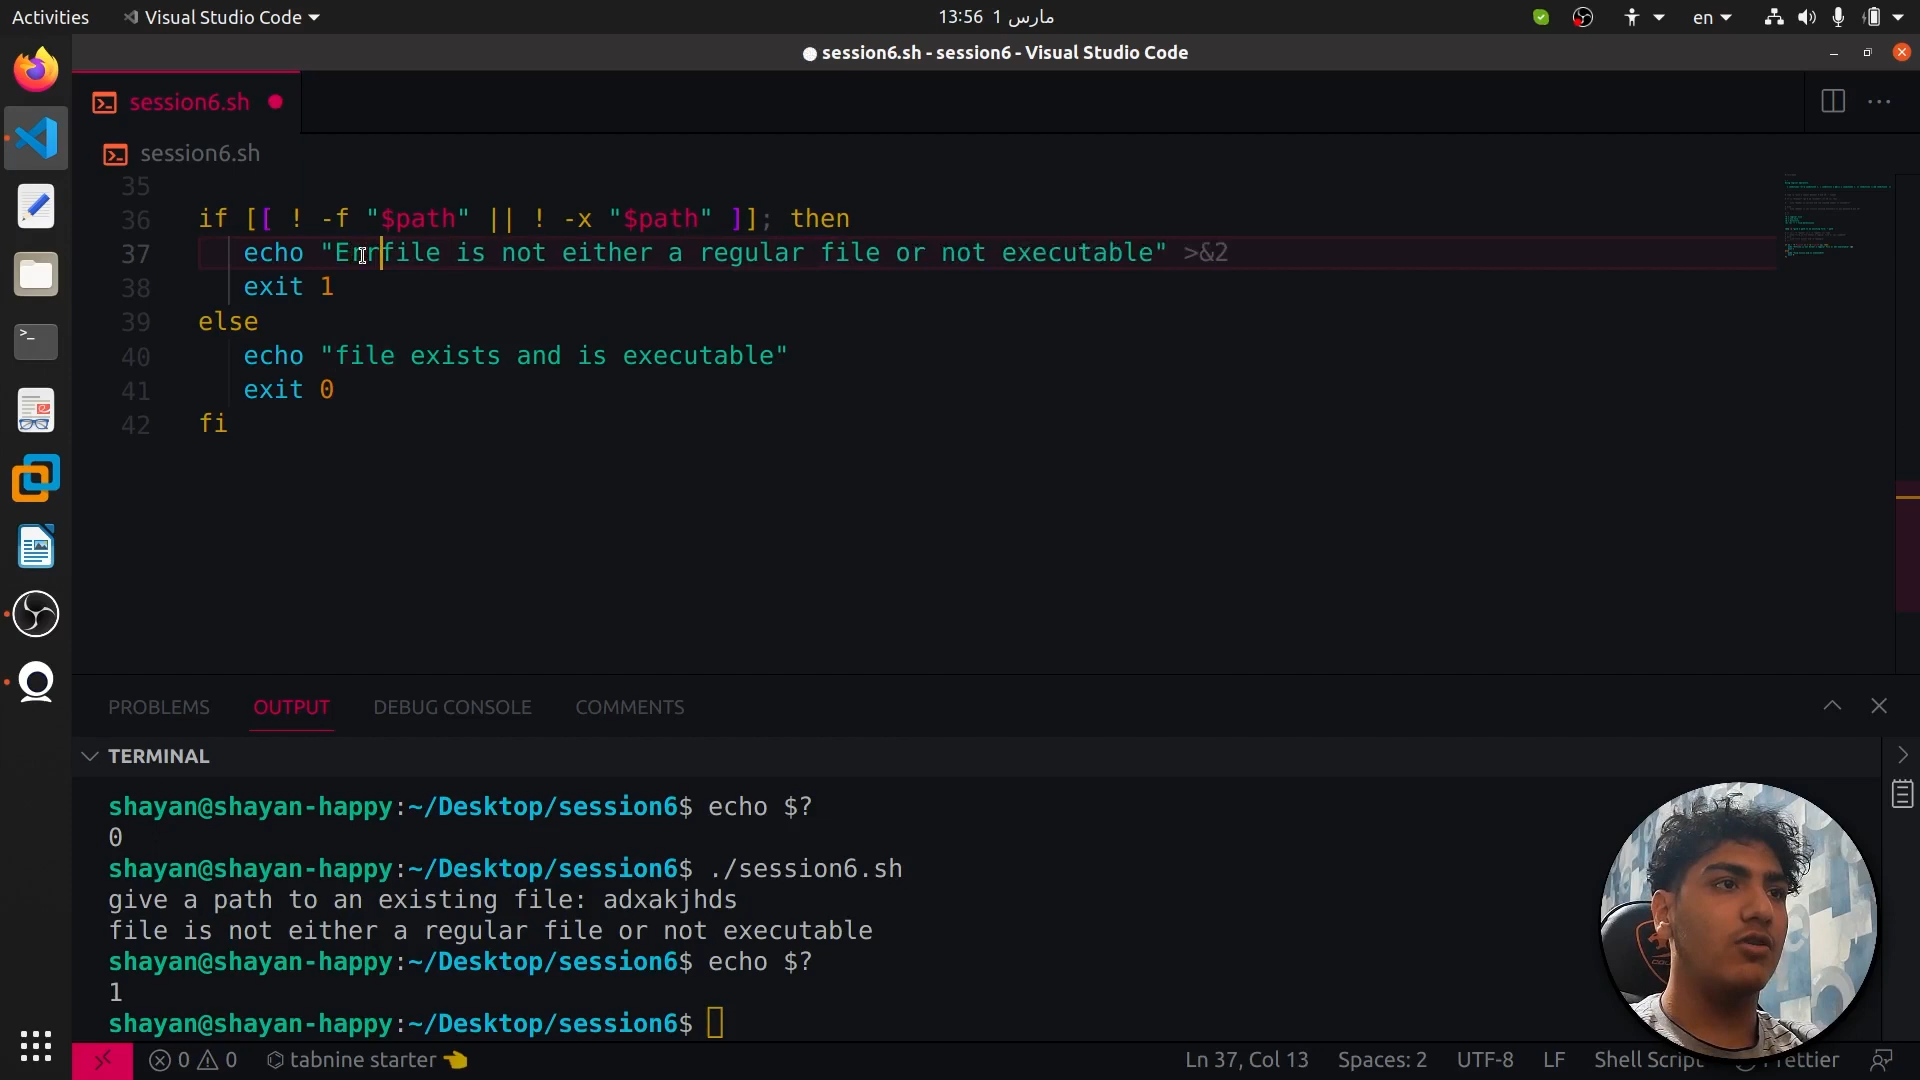 Activities
Visual Studio Code
13:56 1 مارس
en
session6.sh - session6 - Visual Studio Code
session6.sh
session6.sh
35
36 if [[ ! -f "$path" || ! -x "$path" ]]; then
37 echo "Errfile is not either a regular file or not executable" >&2
38 exit 1
39 else
40 echo "file exists and is executable"
41 exit 0
42 fi
PROBLEMS OUTPUT DEBUG CONSOLE COMMENTS
TERMINAL
shayan@shayan-happy:~/Desktop/session6$ echo $?
0
shayan@shayan-happy:~/Desktop/session6$ ./session6.sh
give a path to an existing file: adxakjhds
file is not either a regular file or not executable
shayan@shayan-happy:~/Desktop/session6$ echo $?
1
shayan@shayan-happy:~/Desktop/session6$
0 0 tabnine starter Ln 37, Col 13 Spaces: 2 UTF-8 LF Shell Script Prettier